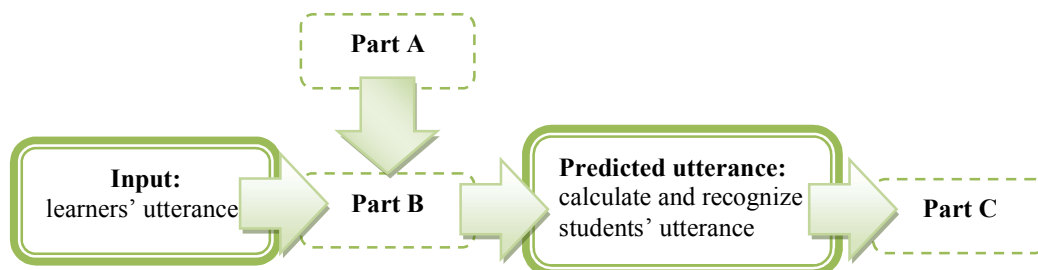 Part A
Input:
learners’ utterance
Part B
Predicted utterance:
calculate and recognize
students’ utterance
Part C